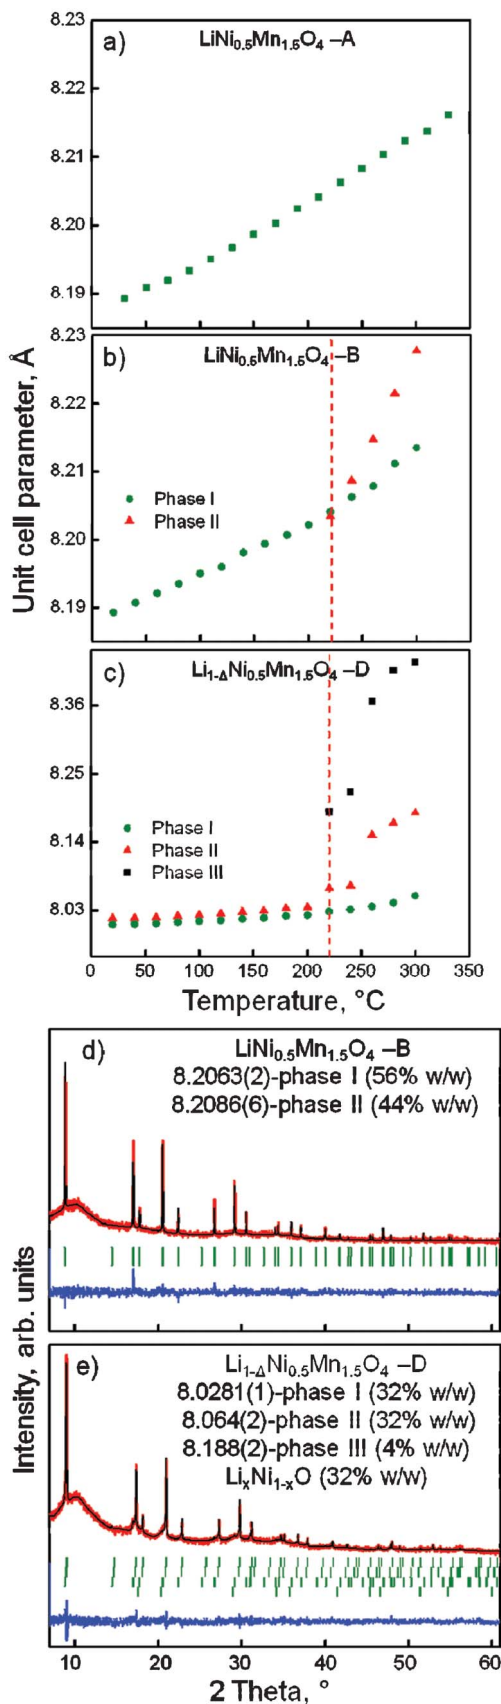 Unit cell parameter, Å
a) LiNi₀.₅Mn₁.₅O₄ –A
8.23
8.22
8.21
8.20
8.19
b) LiNi₀.₅Mn₁.₅O₄ –B
8.23
8.22
8.21
8.20
8.19
Phase I
Phase II
c) Li₁₋ΔNi₀.₅Mn₁.₅O₄ –D
8.36
8.25
8.14
8.03
Phase I
Phase II
Phase III
0 50 100 150 200 250 300 350
Temperature, °C
Intensity, arb. units
d) LiNi₀.₅Mn₁.₅O₄ –B
8.2063(2)-phase I (56% w/w)
8.2086(6)-phase II (44% w/w)
e) Li₁₋ΔNi₀.₅Mn₁.₅O₄ –D
8.0281(1)-phase I (32% w/w)
8.064(2)-phase II (32% w/w)
8.188(2)-phase III (4% w/w)
LiₓNi₁₋ₓO (32% w/w)
10 20 30 40 50 60
2 Theta, °